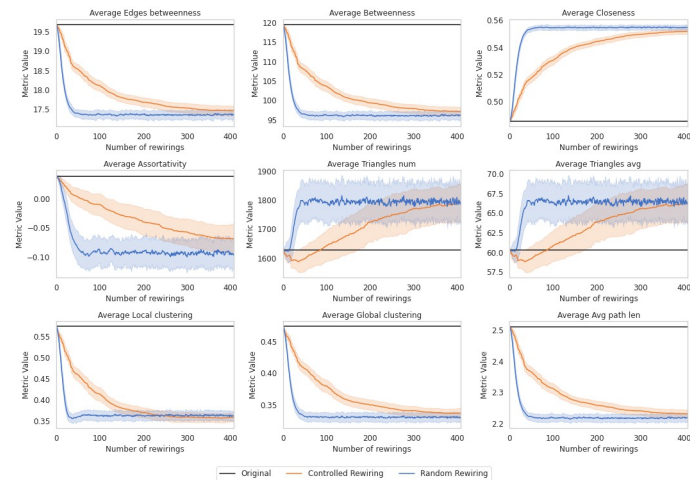 Average Edges betweenness
Average Betweenness
Average Closeness
Metric Value
19.5
19.0
18.5
18.0
17.5
0 100 200 300 400
Number of rewirings
Metric Value
120
115
110
105
100
95
0 100 200 300 400
Number of rewirings
Metric Value
0.56
0.54
0.52
0.50
0 100 200 300 400
Number of rewirings
Average Assortativity
Average Triangles num
Average Triangles avg
Metric Value
0.00
−0.05
−0.10
0 100 200 300 400
Number of rewirings
Metric Value
1900
1800
1700
1600
0 100 200 300 400
Number of rewirings
Metric Value
70.0
67.5
65.0
62.5
60.0
57.5
0 100 200 300 400
Number of rewirings
Average Local clustering
Average Global clustering
Average Avg path len
Metric Value
0.55
0.50
0.45
0.40
0.35
0 100 200 300 400
Number of rewirings
Metric Value
0.45
0.40
0.35
0 100 200 300 400
Number of rewirings
Metric Value
2.5
2.4
2.3
2.2
0 100 200 300 400
Number of rewirings
Original Controlled Rewiring Random Rewiring